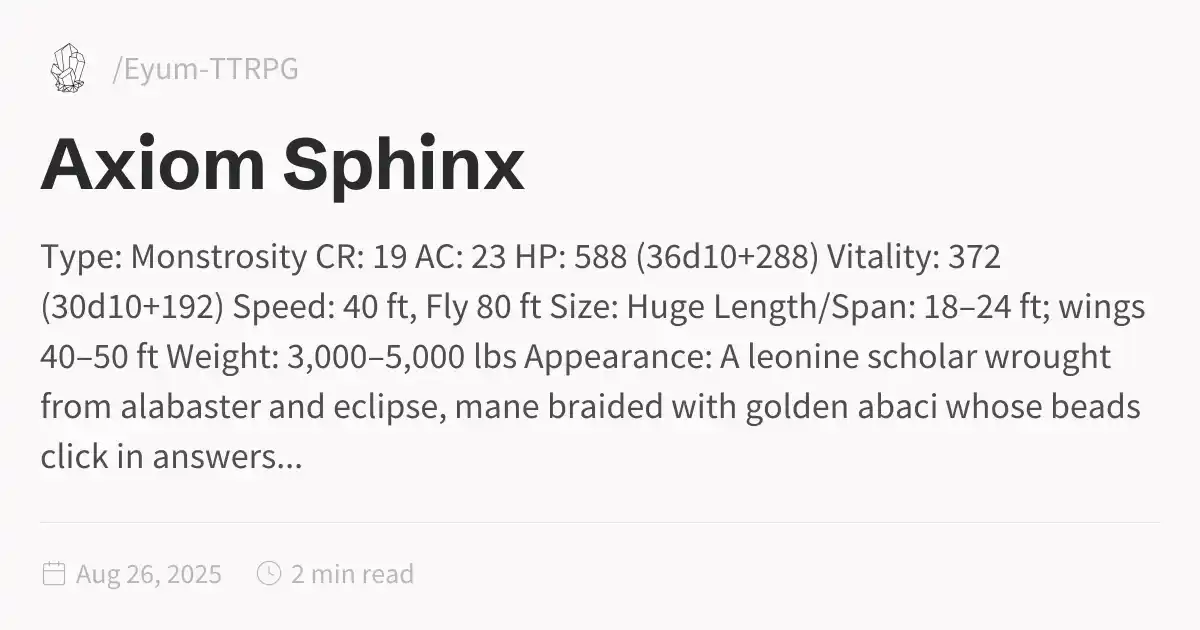 /Eyum-TTRPG
Axiom Sphinx
Type: Monstrosity CR: 19 AC: 23 HP: 588 (36d10+288) Vitality: 372
(30d10+192) Speed: 40 ft, Fly 80 ft Size: Huge Length/Span: 18–24 ft; wings
40–50 ft Weight: 3,000–5,000 lbs Appearance: A leonine scholar wrought
from alabaster and eclipse, mane braided with golden abaci whose beads
click in answers...
Aug 26, 2025 2 min read